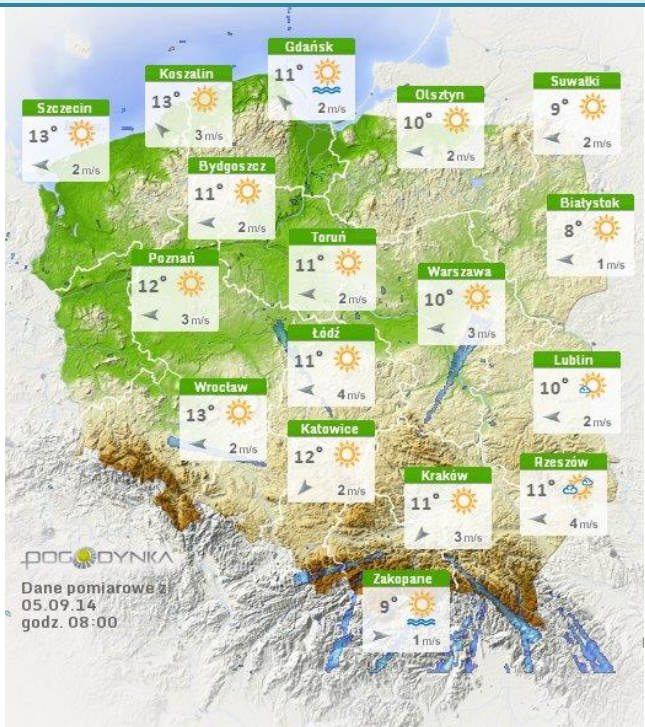 Gdańsk
11°
2 m/s
Koszalin
13°
3 m/s
Szczecin
13°
2 m/s
Olsztyn
10°
2 m/s
Suwałki
9°
2 m/s
Bydgoszcz
11°
2 m/s
Białystok
8°
1 m/s
Toruń
11°
2 m/s
Poznań
12°
3 m/s
Warszawa
10°
3 m/s
Łódź
11°
4 m/s
Lublin
10°
2 m/s
Wrocław
13°
2 m/s
Katowice
12°
2 m/s
Kraków
11°
3 m/s
Rzeszów
11°
4 m/s
POGODYNKA
Dane pomiarowe z
05.09.14
godz. 08:00
Zakopane
9°
1 m/s